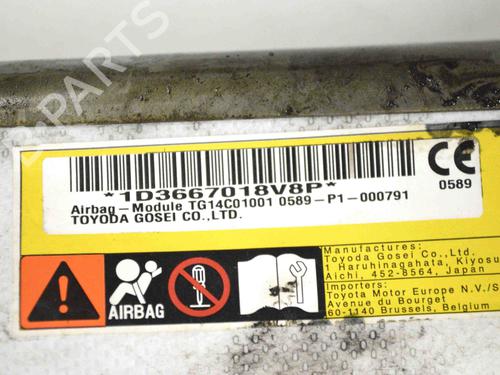 B-PARTS
*1D3667018V8P*
Airbag-Module TG14C01001 0589-P1-000791
TOYODA GOSEI CO.,LTD.
CE
0589
AIRBAG
Toyoda Gosei Co.,Ltd.
1 Haruhinagahata, Kiyosu
Aichi, 452-8564, Japan
Importers:
Toyota Motor Europe N.V./S
Avenue du Bourget
60-1140 Brussels, Belgium